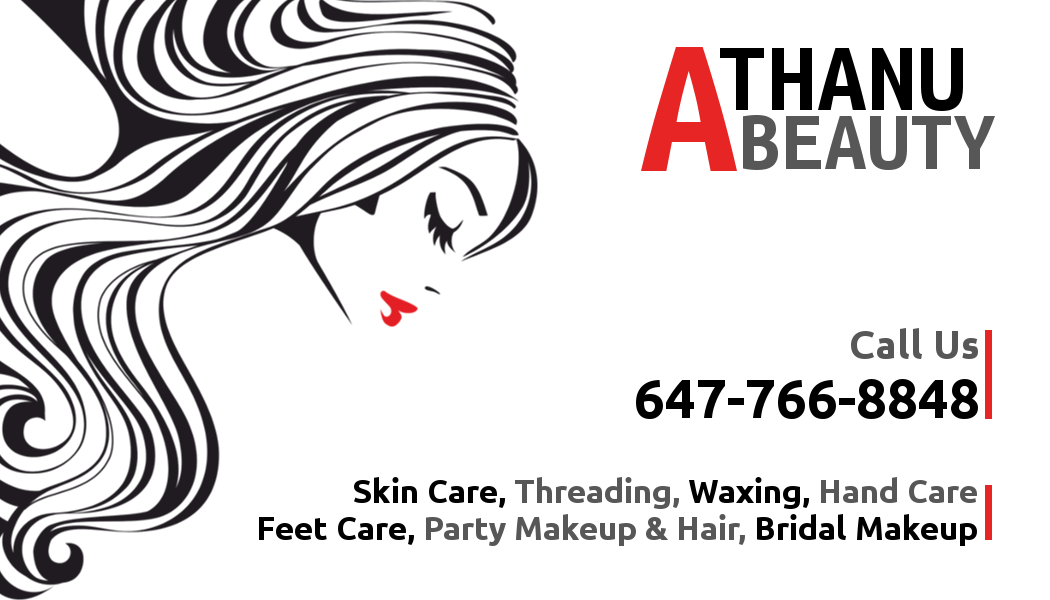 ATHANU
BEAUTY
Call Us
647-766-8848
Skin Care, Threading, Waxing, Hand Care
Feet Care, Party Makeup & Hair, Bridal Makeup